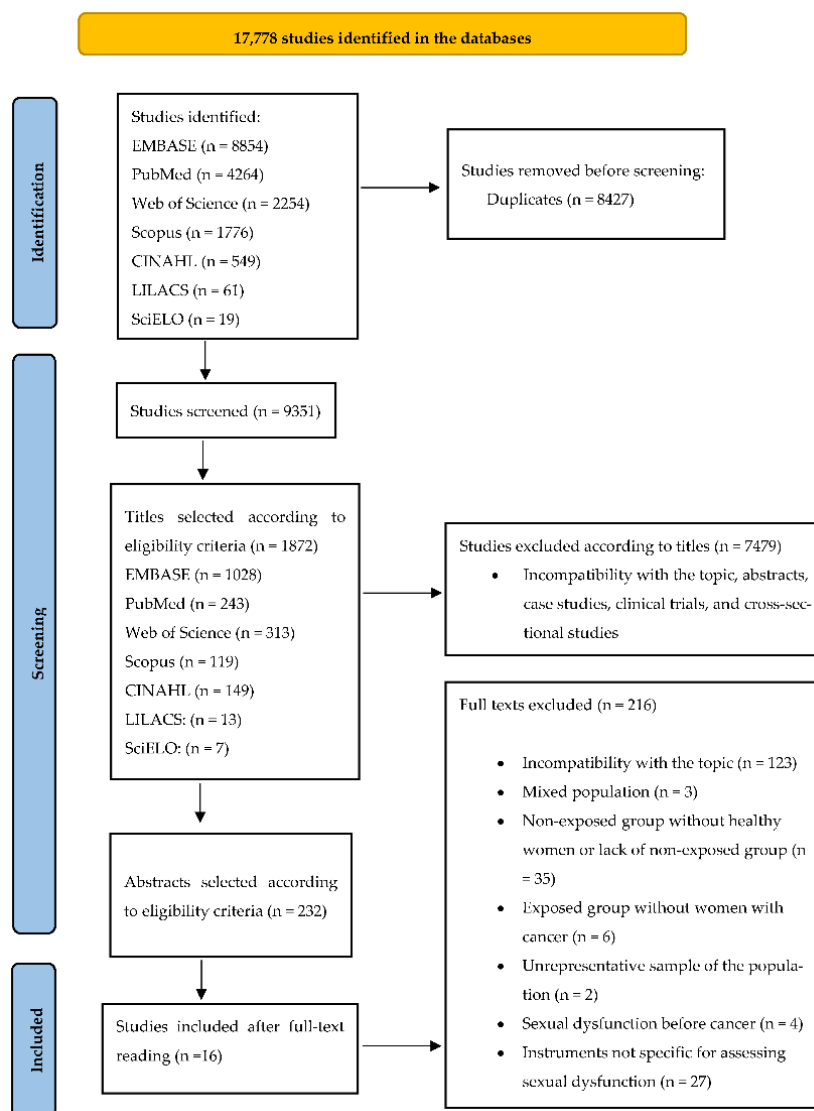 17,778 studies identified in the databases
Identification
Studies identified:
EMBASE (n = 8854)
PubMed (n = 4264)
Web of Science (n = 2254)
Scopus (n = 1776)
CINAHL (n = 549)
LILACS (n = 61)
SciELO (n = 19)
Studies removed before screening:
Duplicates (n = 8427)
Screening
Studies screened (n = 9351)
Titles selected according to
eligibility criteria (n = 1872)
EMBASE (n = 1028)
PubMed (n = 243)
Web of Science (n = 313)
Scopus (n = 119)
CINAHL (n = 149)
LILACS: (n = 13)
SciELO: (n = 7)
Studies excluded according to titles (n = 7479)
• Incompatibility with the topic, abstracts,
case studies, clinical trials, and cross-sec-
tional studies
Abstracts selected according
to eligibility criteria (n = 232)
Full texts excluded (n = 216)
• Incompatibility with the topic (n = 123)
• Mixed population (n = 3)
• Non-exposed group without healthy
women or lack of non-exposed group (n
= 35)
• Exposed group without women with
cancer (n = 6)
• Unrepresentative sample of the popula-
tion (n = 2)
• Sexual dysfunction before cancer (n = 4)
• Instruments not specific for assessing
sexual dysfunction (n = 27)
Included
Studies included after full-text
reading (n =16)